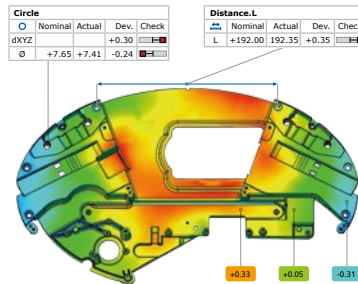 Circle
Nominal Actual Dev. Check
dXYZ +0.30
Ø +7.65 +7.41 -0.24
Distance.L
Nominal Actual Dev. Check
L +192.00 192.35 +0.35
+0.33 +0.05 -0.31